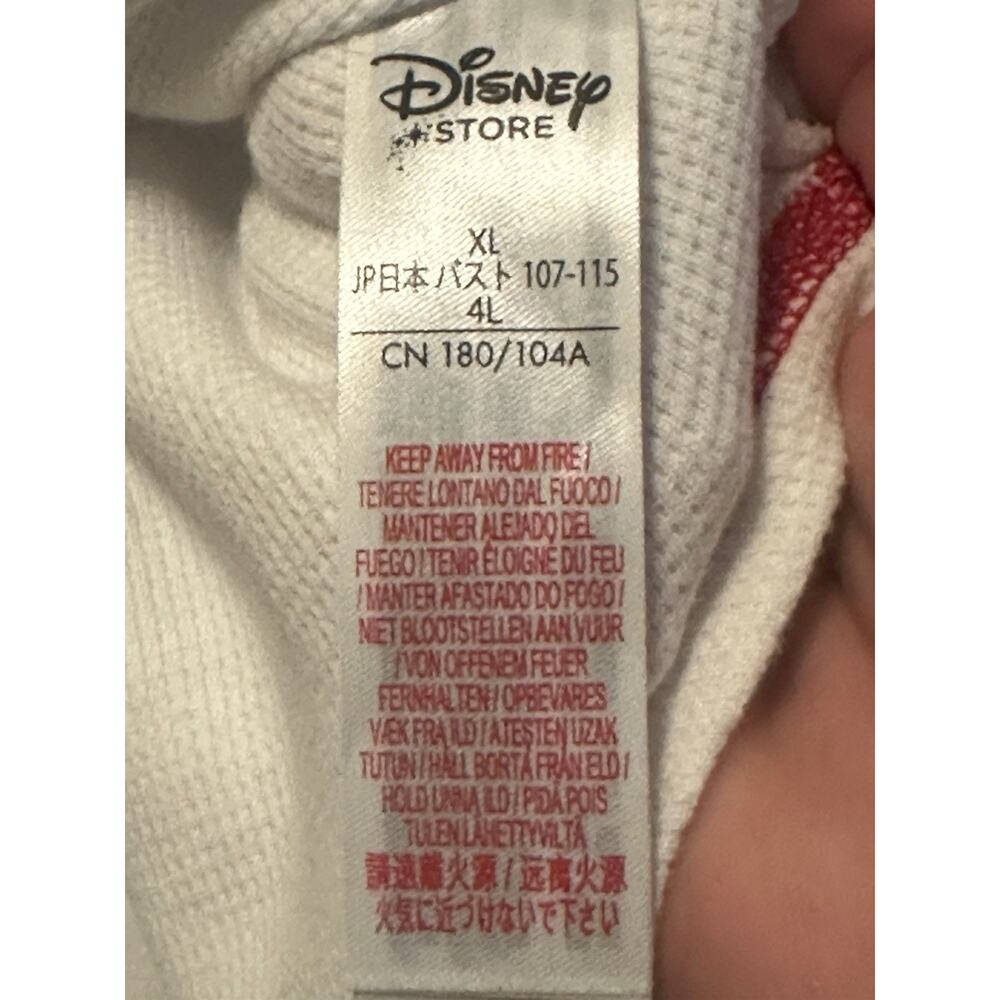 Disney
STORE
XL
JP日本 バスト 107-115
4L
CN 180/104A
KEEP AWAY FROM FIRE /
TENERE LONTANO DAL FUOCO /
MANTENER ALEJADO DEL
FUEGO / TENIR ÉLOIGNÉ DU FEU
/ MANTER AFASTADO DO FOGO /
NIET BLOOTSTELLEN AAN VUUR
/ VON OFFENEM FEUER
FERNHALTEN / OPBEVARES
VÆK FRA ILD / ATEŞTEN UZAK
TUTUN / HÅLL BORTA FRÅN ELD /
HOLD UNNA ILD / PIDÄ POIS
TULEN LÄHETTYVILTÄ
請遠離火源 / 远离火源
火気に近づけないで下さい